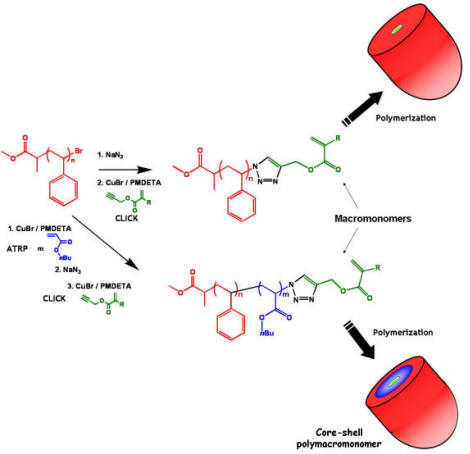 Polymerization
O
O
n
Br
1. NaN3
2. CuBr / PMDETA
O
O
R
CLICK
O
O
n
N
N=N
O
O
R
Macromonomers
1. CuBr / PMDETA
ATRP
m
O
O
nBu
2. NaN3
3. CuBr / PMDETA
CLICK
O
O
R
O
O
n
m
N
N=N
O
O
R
O
O
nBu
Polymerization
Core-shell
polymacromonomer